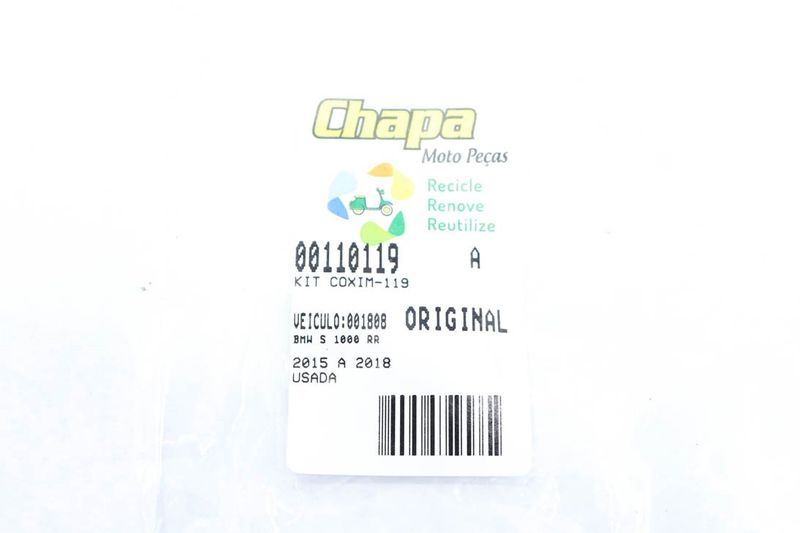 Chapa
Moto Peças
Recicle
Renove
Reutilize
00110119 A
KIT COXIM-119
VEICULO:001808 ORIGINAL
BMW S 1000 RR
2015 A 2018
USADA